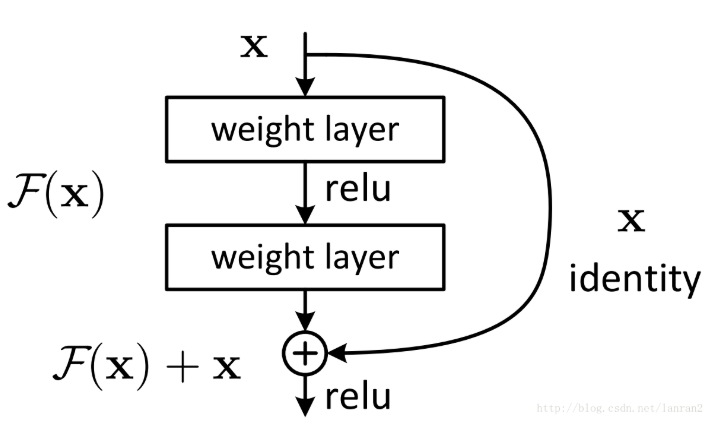 x
weight layer
relu
F(x)
weight layer
x
identity
F(x) + x
+
relu
http://blog.csdn.net/lanran2